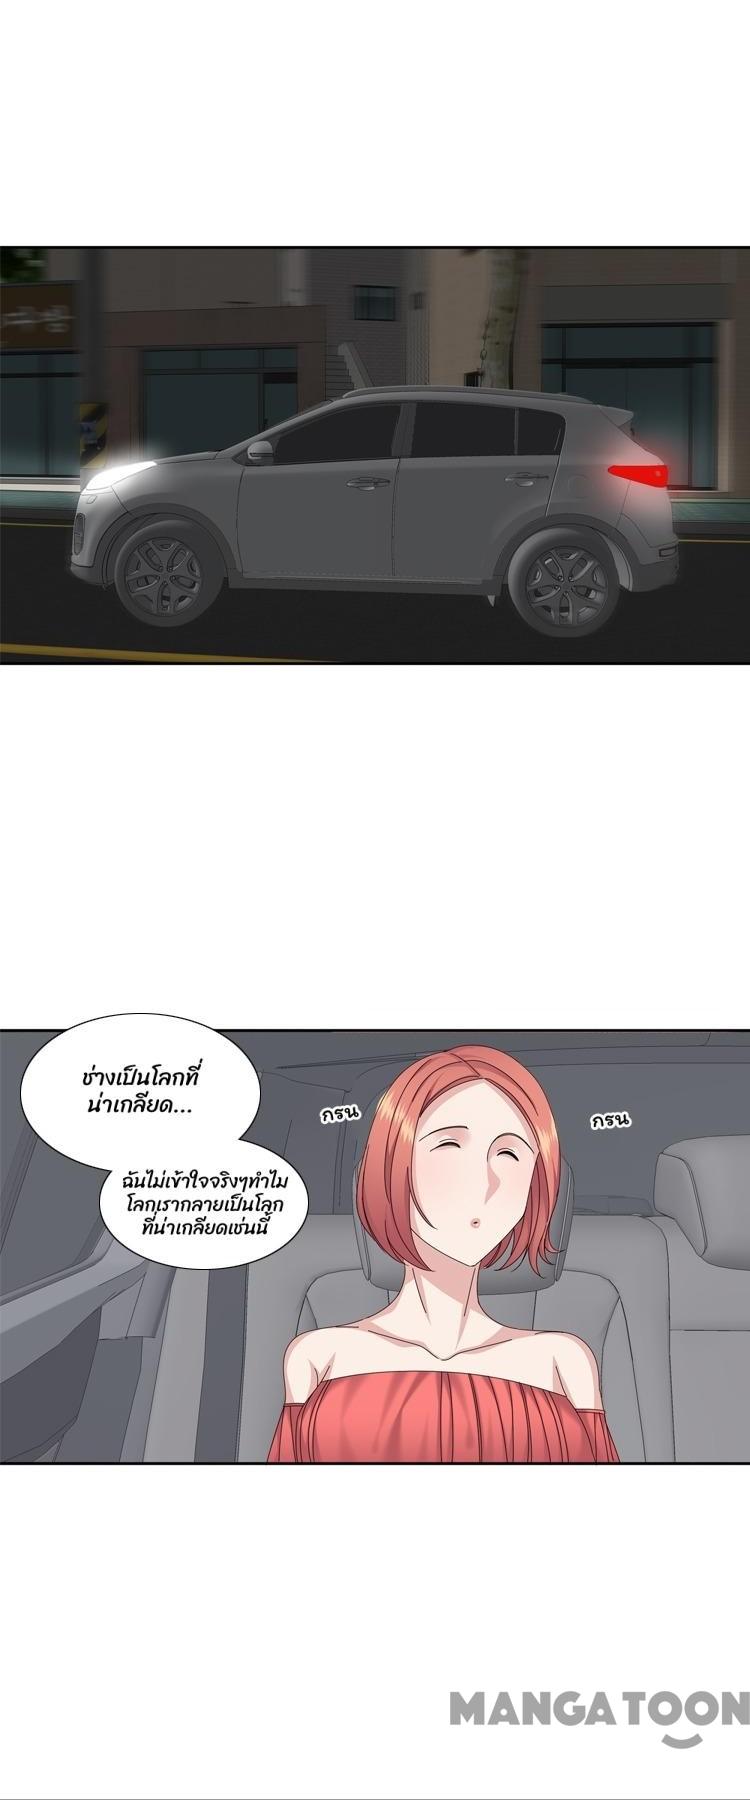 ช่างเป็นโลกที่
น่าเกลียด...
ฉันไม่เข้าใจจริงๆทำไม
โลกเรากลายเป็นโลก
ที่น่าเกลียดเช่นนี้
กรน
กรน
MANGATOON